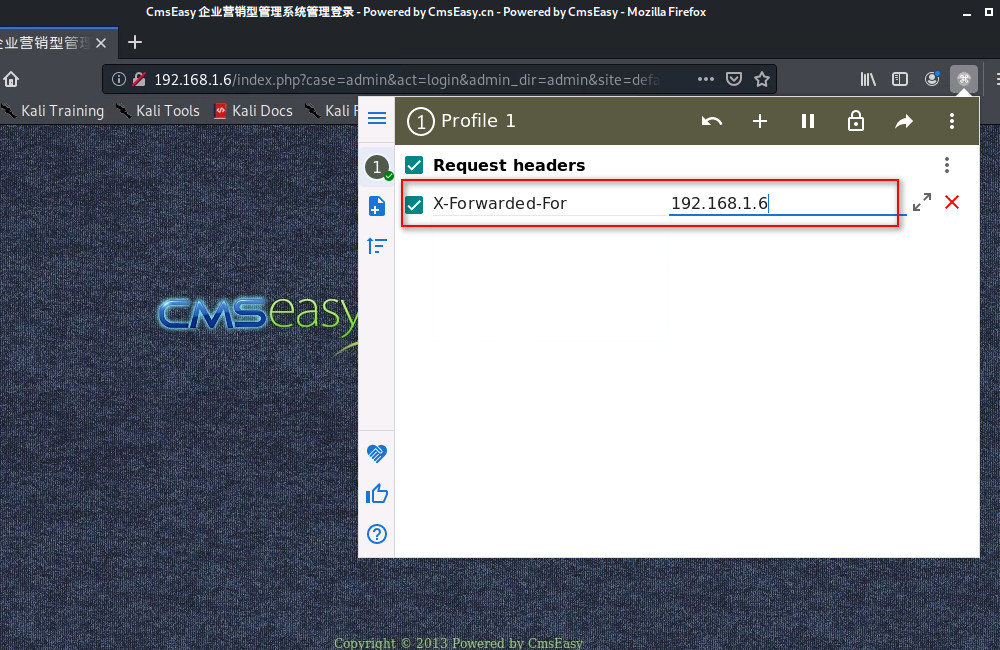 CmsEasy 企业营销型管理系统管理登录 - Powered by CmsEasy.cn - Powered by CmsEasy - Mozilla Firefox
企业营销型管理
192.168.1.6/index.php?case=admin&act=login&admin_dir=admin&site=defa
Kali Training Kali Tools Kali Docs Kali F
1 Profile 1
1 Request headers
X-Forwarded-For 192.168.1.6
CMSeasy
Copyright © 2013 Powered by CmsEasy